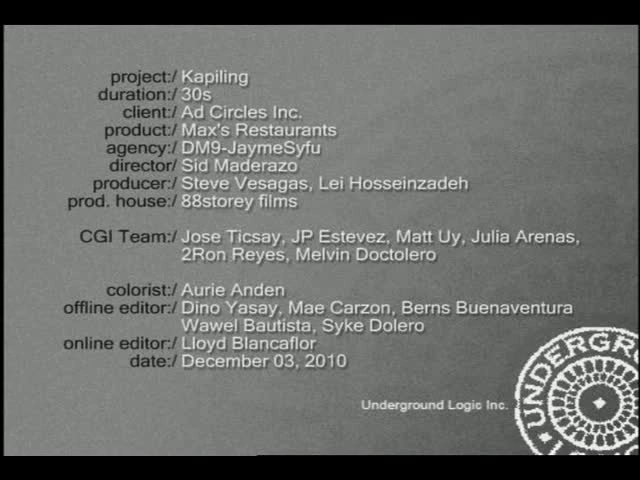 project:/ Kapiling
duration:/ 30s
client:/ Ad Circles Inc.
product:/ Max's Restaurants
agency:/ DM9-JaymeSyfu
director/ Sid Maderazo
producer:/ Steve Vesagas, Lei Hosseinzadeh
prod. house:/ 88storey films
CGI Team:/ Jose Ticsay, JP Estevez, Matt Uy, Julia Arenas,
2Ron Reyes, Melvin Doctolero
colorist:/ Aurie Anden
offline editor:/ Dino Yasay, Mae Carzon, Berns Buenaventura
Wawel Bautista, Syke Dolero
online editor:/ Lloyd Blancaflor
date:/ December 03, 2010
Underground Logic Inc.
UNDERGR